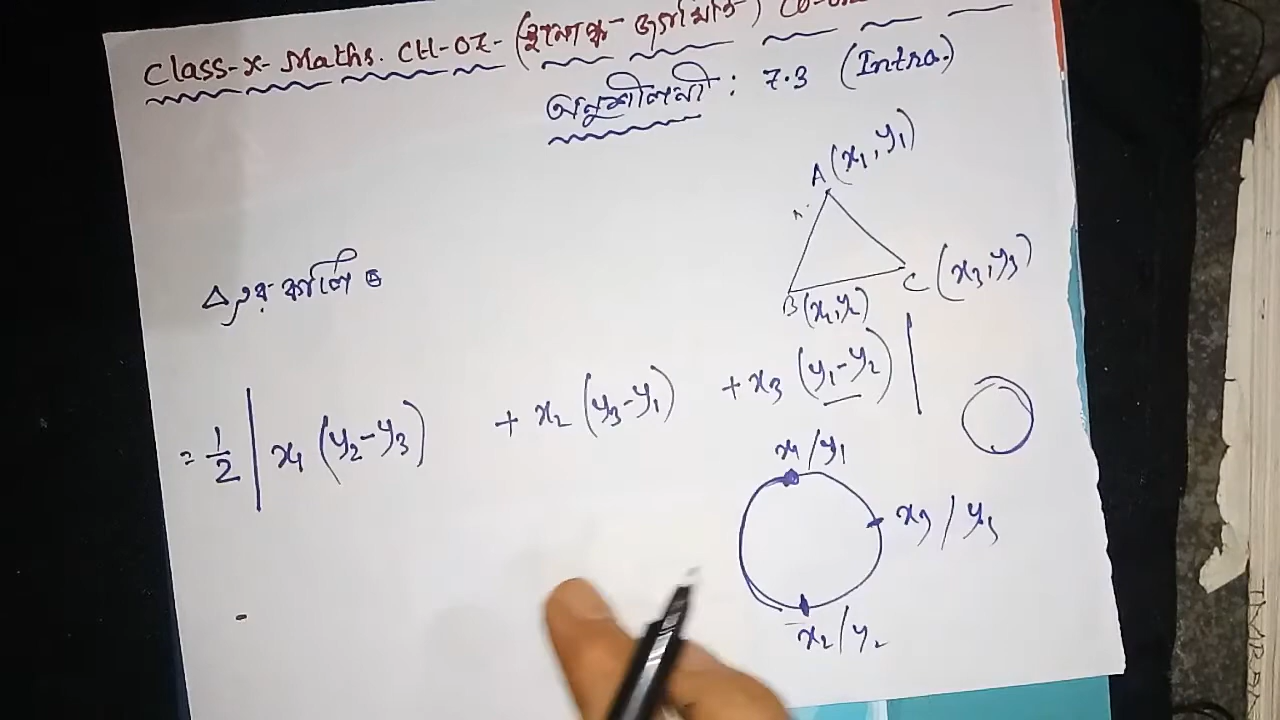 Class-X- Maths. CH-07- (স্থানাংক জ্যামিতি)
অনুশীলনী : 7.3 (Intro.)
A (x₁, y₁)
B (x₂, y₂)
C (x₃, y₃)
Δ এর কালি
= 1/2 | x₁ (y₂-y₃) + x₂ (y₃-y₁) + x₃ (y₁-y₂) |
x₁/y₁
x₃/y₃
x₂/y₂